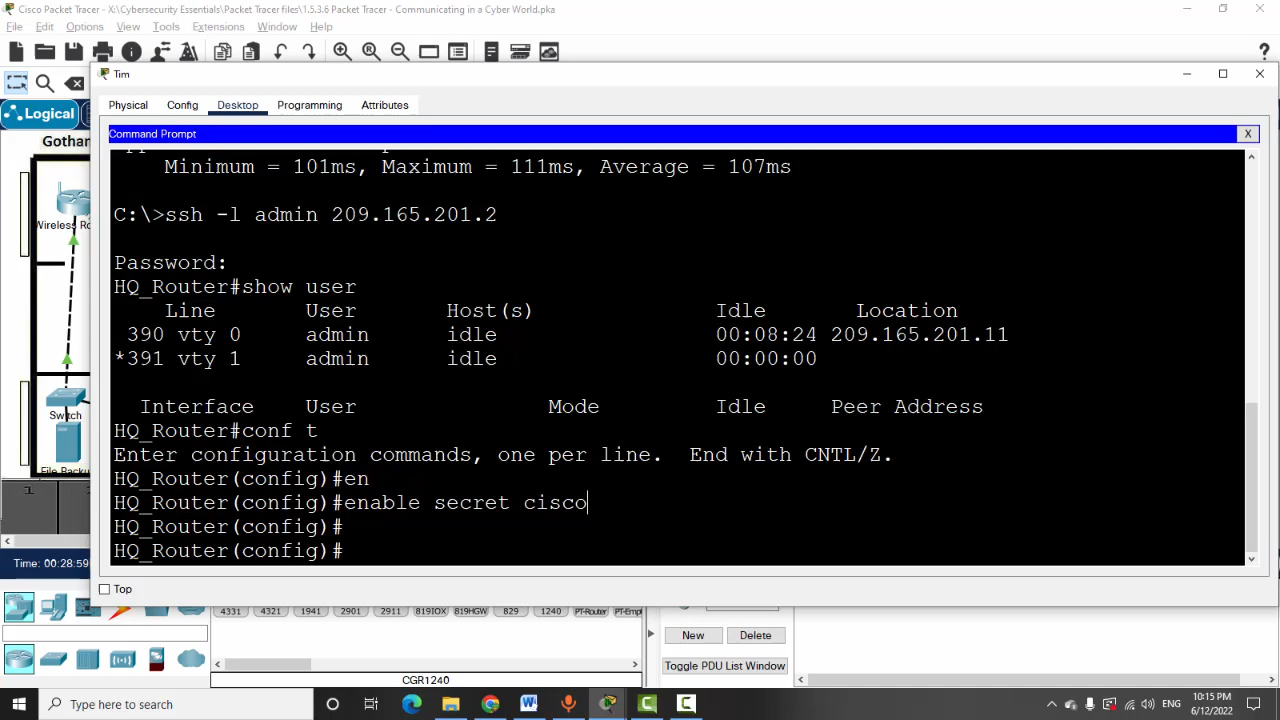 Cisco Packet Tracer - C:\Users\X\Cybersecurity Essentials\Packet Tracer files\1.5.3.6 Packet Tracer - Communicating in a Cyber World.pka
File Edit Options View Tools Extensions Window Help
Tim
Physical Config Desktop Programming Attributes
Logical
Command Prompt X
Gotha
Minimum = 101ms, Maximum = 111ms, Average = 107ms
C:\>ssh -l admin 209.165.201.2
Wireless Ro
Password:
HQ_Router#show user
Line User Host(s) Idle Location
390 vty 0 admin idle 00:08:24 209.165.201.11
*391 vty 1 admin idle 00:00:00
Interface User Mode Idle Peer Address
Switch
HQ_Router#conf t
Enter configuration commands, one per line. End with CNTL/Z.
File Backu
HQ_Router(config)#en
HQ_Router(config)#enable secret cisco
HQ_Router(config)#
HQ_Router(config)#
Time: 00:28:59
Top
4331 4321 1941 2901 2911 819IOX 819HGW 829 1240 PT-Router PT-Empt
New Delete
Toggle PDU List Window
CGR1240
Type here to search
ENG
10:15 PM
6/12/2022